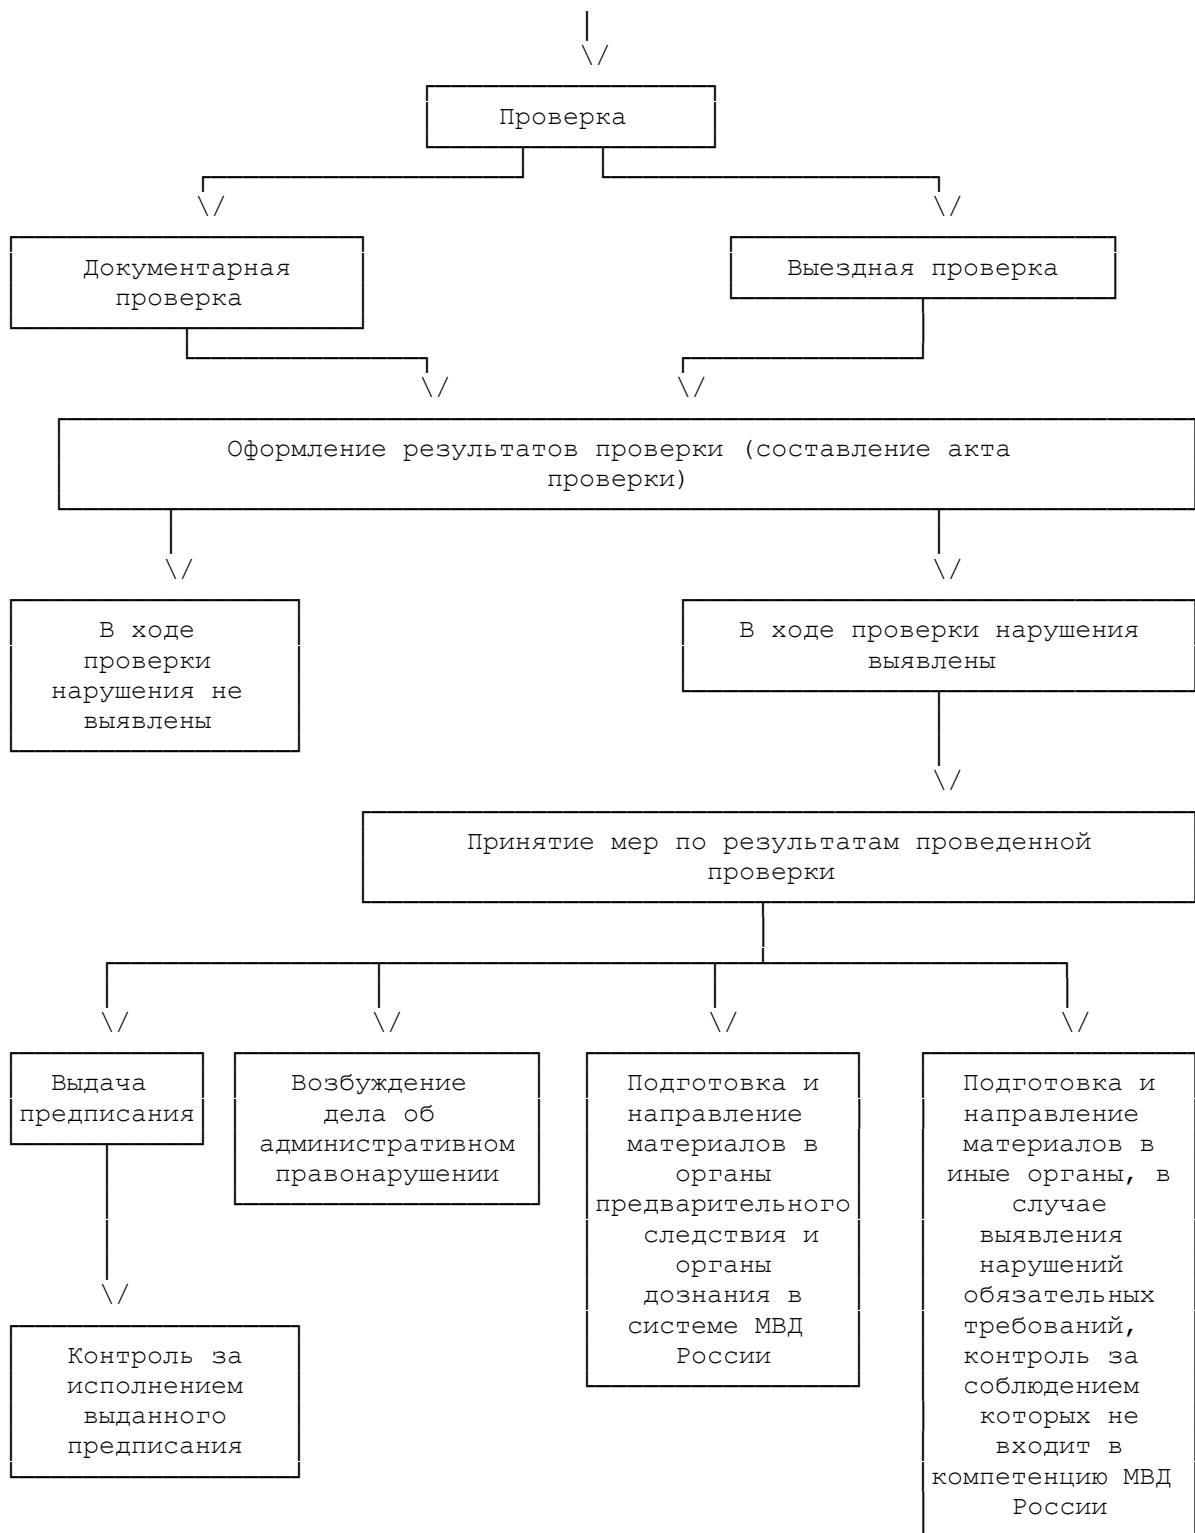 Проверка
Документарная
проверка
Выездная проверка
Оформление результатов проверки (составление акта
проверки)
В ходе
проверки
нарушения не
выявлены
В ходе проверки нарушения
выявлены
Принятие мер по результатам проведенной
проверки
Выдача
предписания
Возбуждение
дела об
административном
правонарушении
Подготовка и
направление
материалов в
органы
предварительного
следствия и
органы
дознания в
системе МВД
России
Подготовка и
направление
материалов в
иные органы, в
случае
выявления
нарушений
обязательных
требований,
контроль за
соблюдением
которых не
входит в
компетенцию МВД
России
Контроль за
исполнением
выданного
предписания